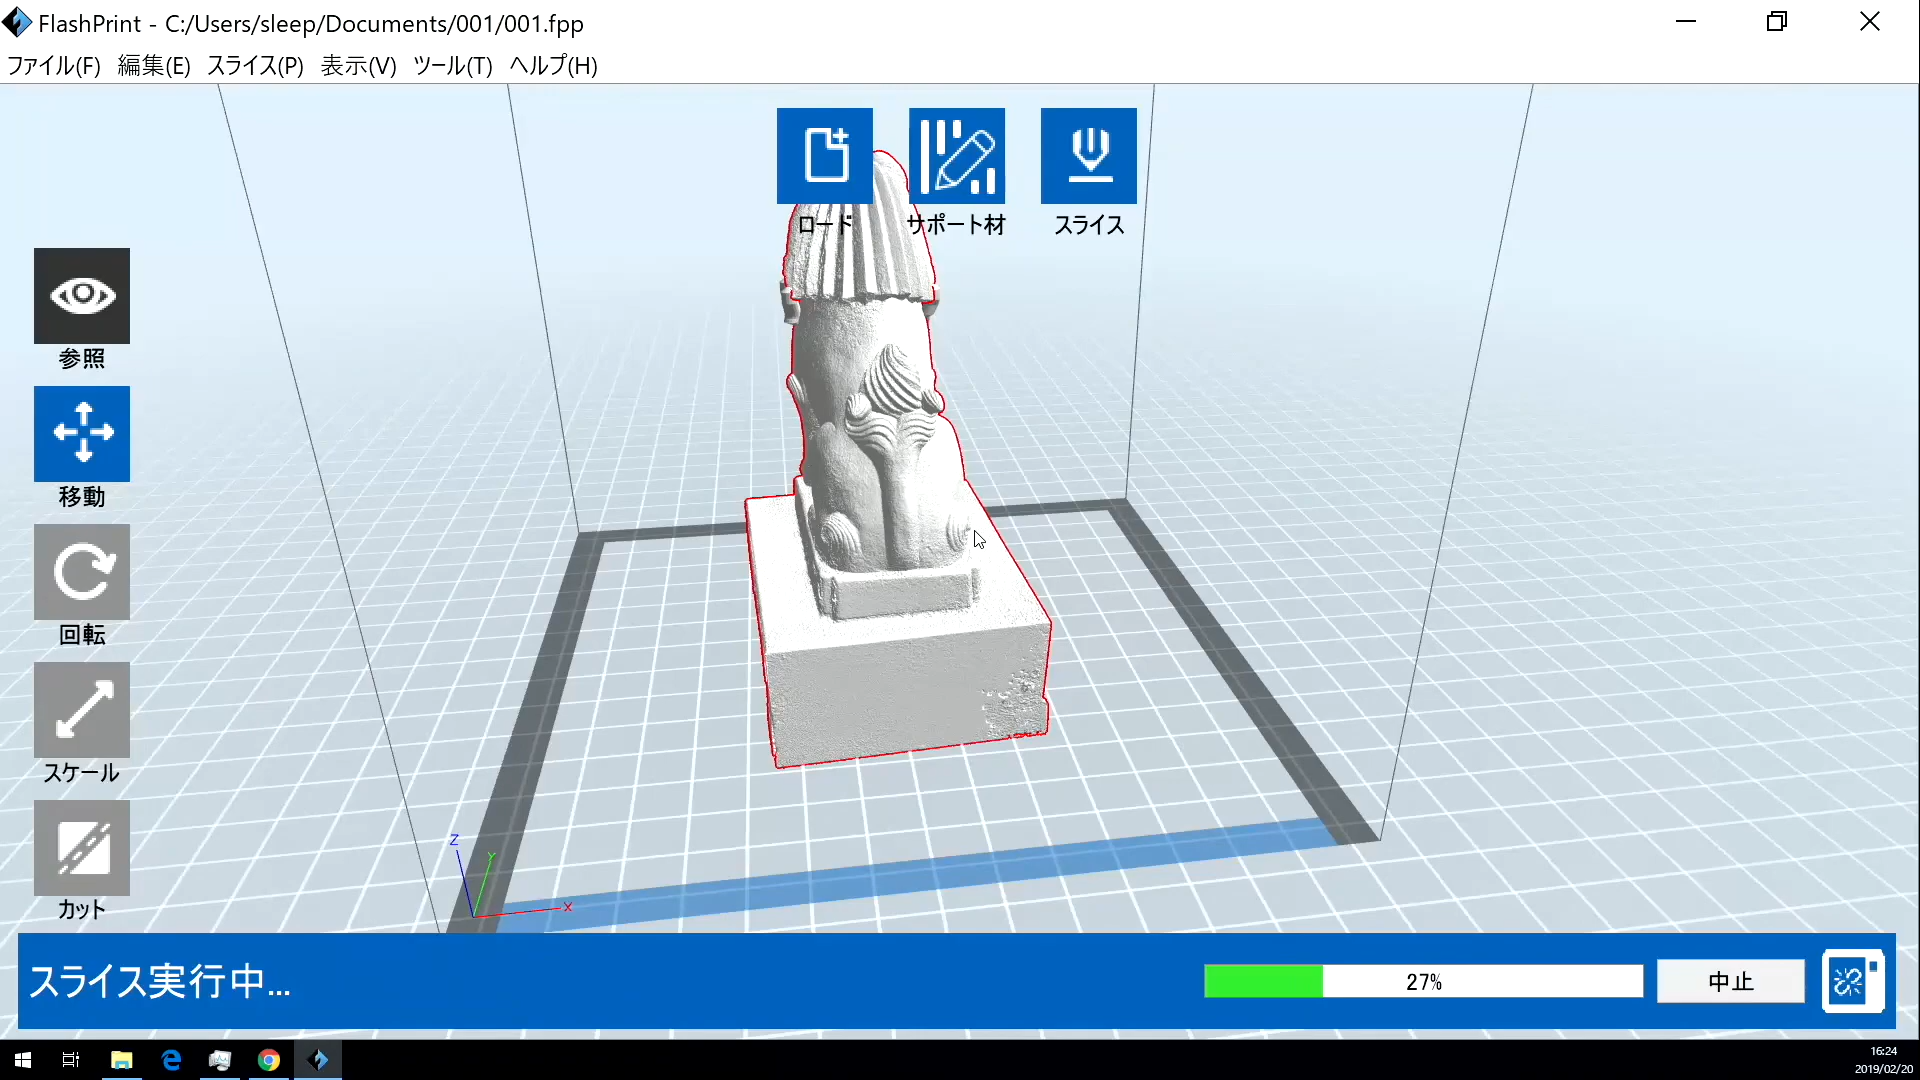 FlashPrint - C:/Users/sleep/Documents/001/001.fpp
ファイル(F) 編集(E) スライス(P) 表示(V) ツール(T) ヘルプ(H)
ロード サポート材 スライス
参照
移動
回転
スケール
カット
Z
Y
X
スライス実行中... 27% 中止
16:24
2019/02/20